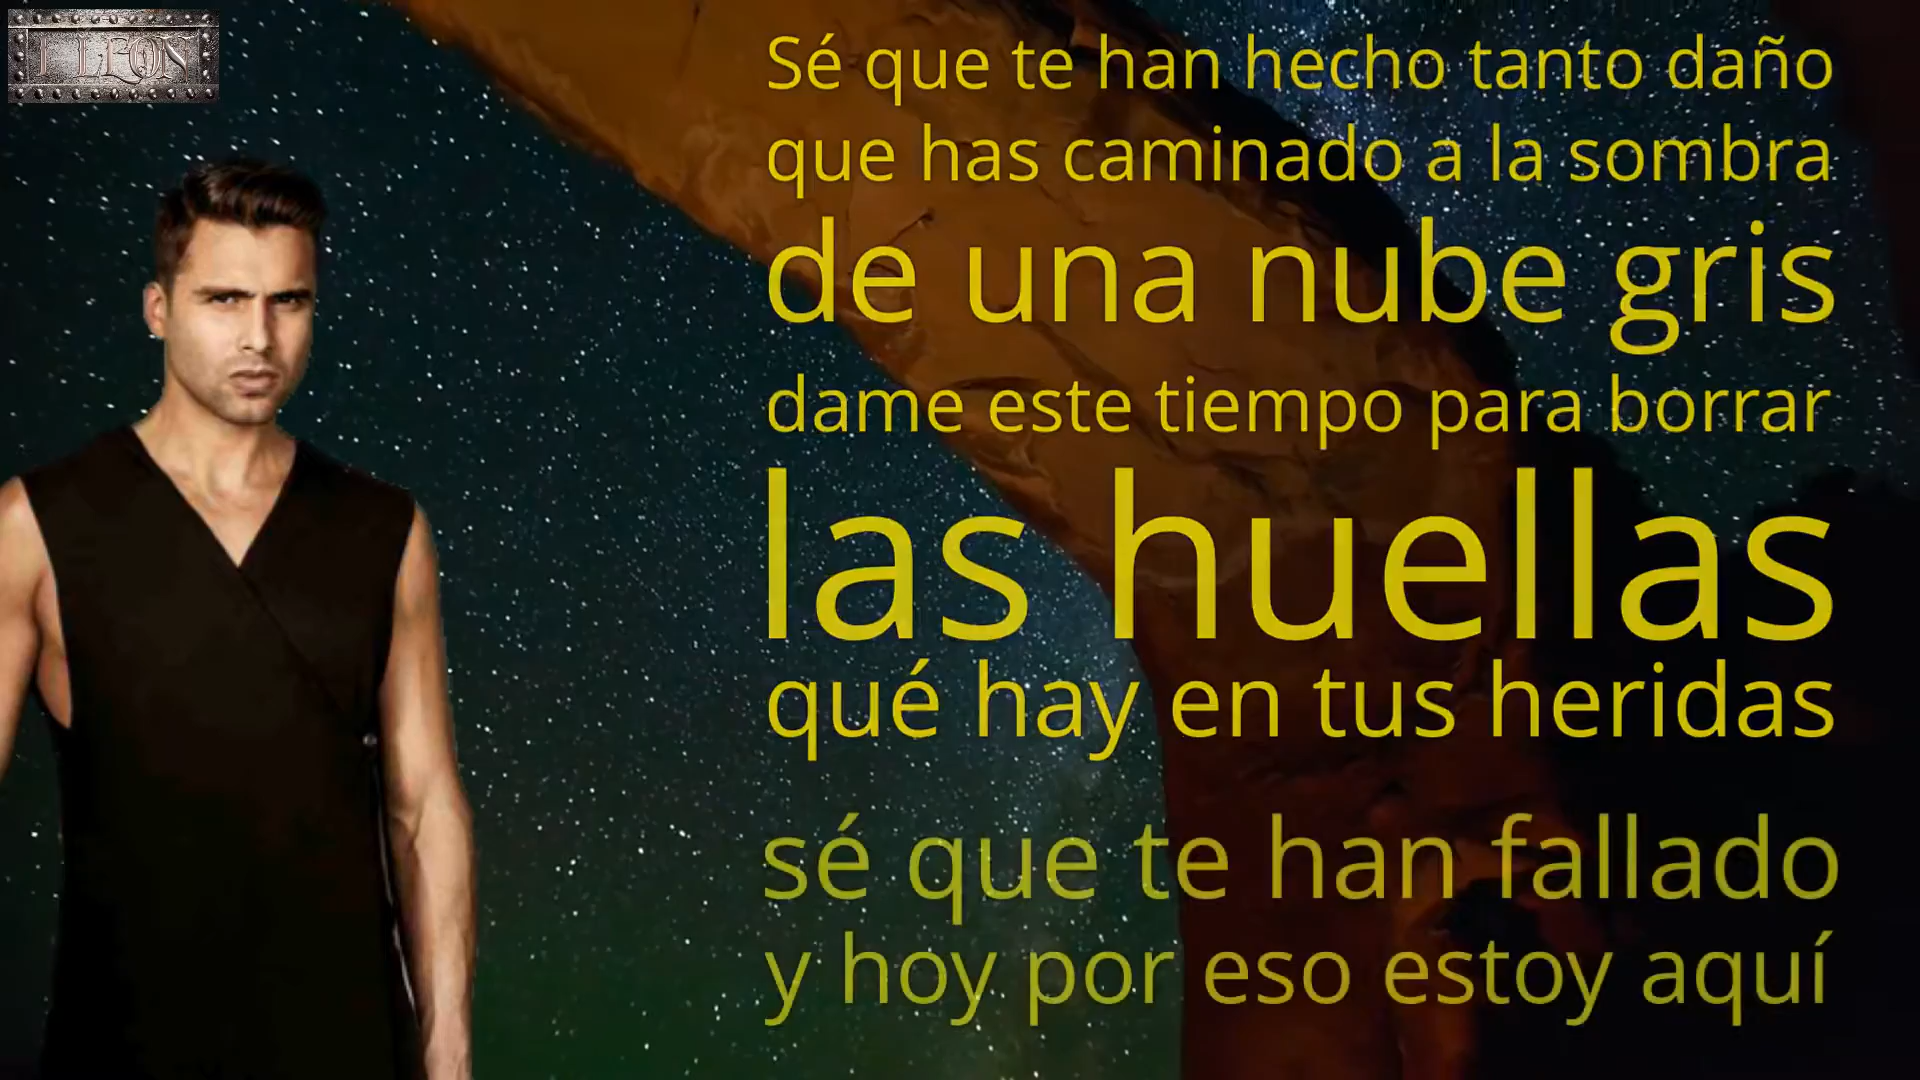 Sé que te han hecho tanto daño
que has caminado a la sombra
de una nube gris
dame este tiempo para borrar
las huellas
qué hay en tus heridas
sé que te han fallado
y hoy por eso estoy aquí